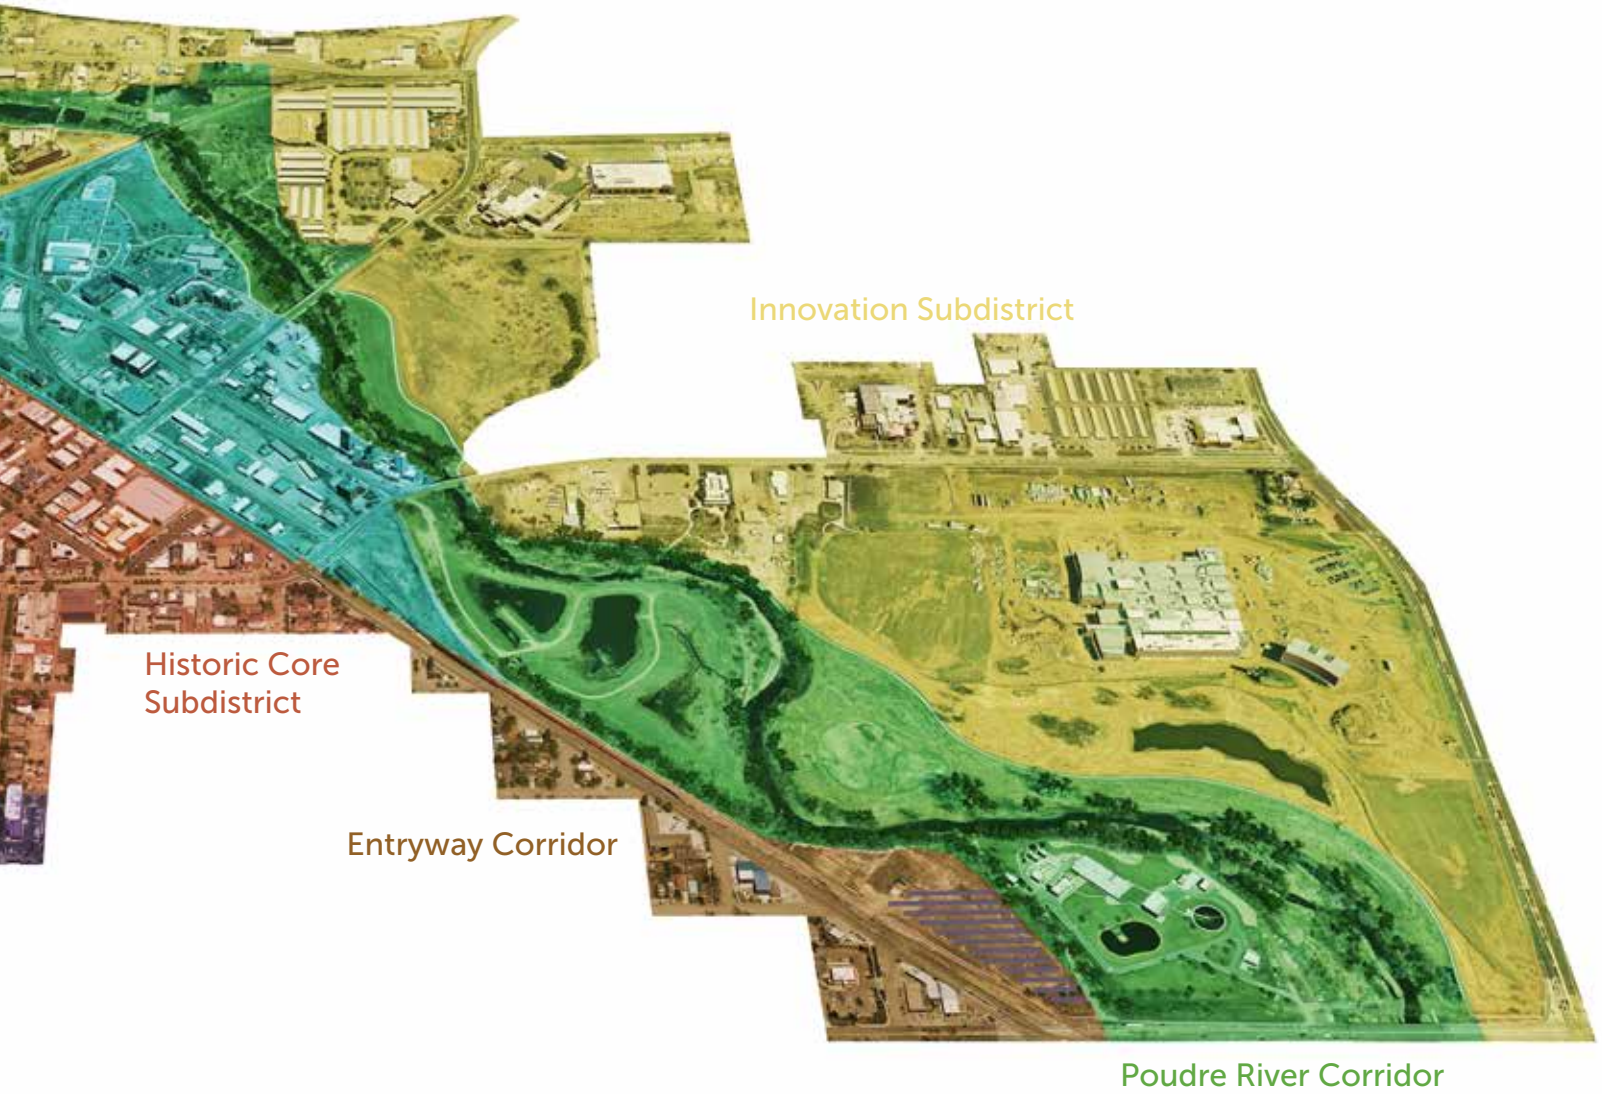 Innovation Subdistrict
Historic Core
Subdistrict
Entryway Corridor
Poudre River Corridor